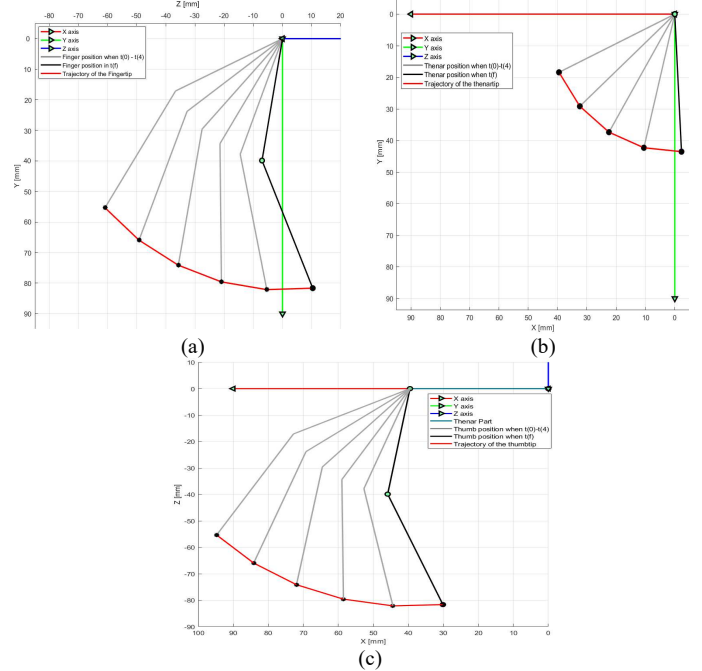 Z [mm]
-80 -70 -60 -50 -40 -30 -20 -10 0 10 20
X axis
Y axis
Z axis
Finger position when t(0) - t(4)
Finger position in t(f)
Trajectory of the Fingertip
0
10
20
30
40
50
60
70
80
90
Y [mm]
(a)
0
10
20
30
40
50
60
70
80
90
Y [mm]
X axis
Y axis
Z axis
Thenar position when t(0)-t(4)
Thenar position when t(f)
Trajectory of the thenartip
90 80 70 60 50 40 30 20 10 0 -5
X [mm]
(b)
10
0
-10
-20
-30
-40
-50
-60
-70
-80
-90
Z [mm]
X axis
Y axis
Z axis
Thenar Part
Thumb position when t(0)-t(4)
Thumb position when t(f)
Trajectory of the thumbtip
100 90 80 70 60 50 40 30 20 10 0
X [mm]
(c)